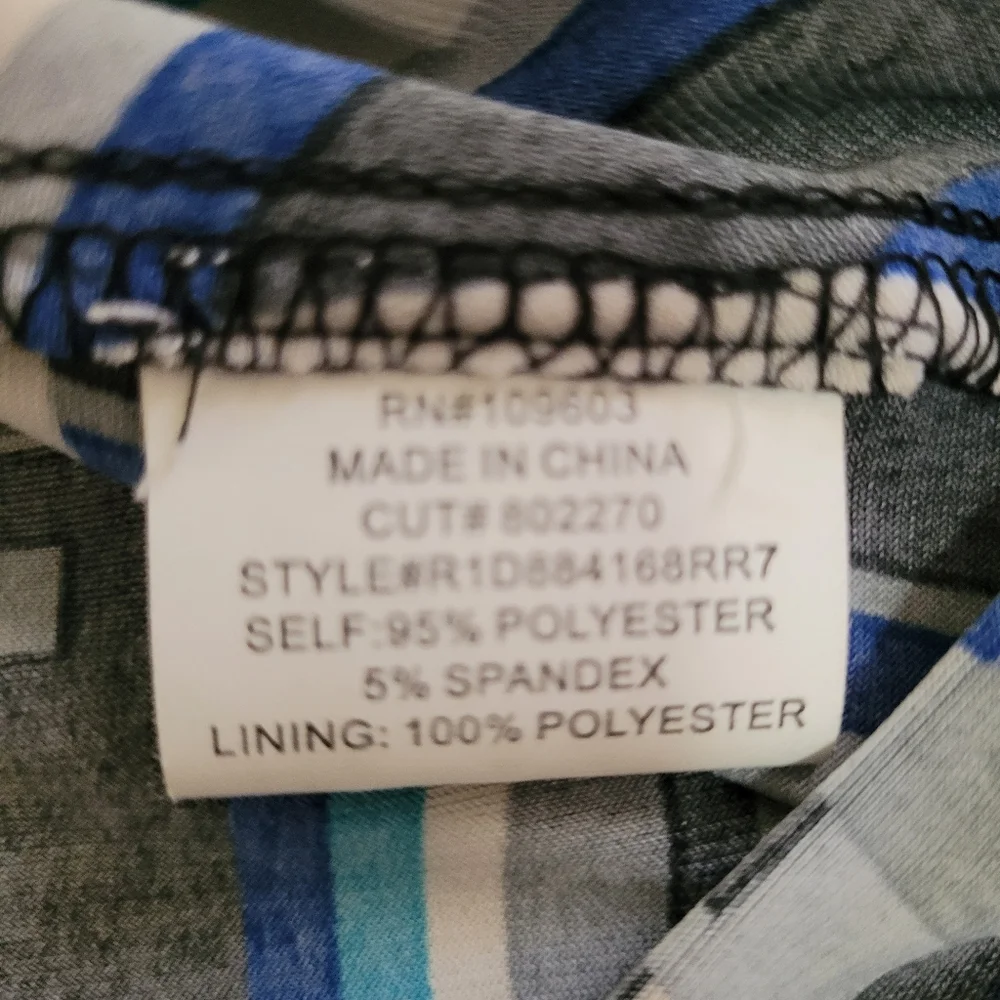 RN#109603
MADE IN CHINA
CUT# 802270
STYLE#R1D884168RR7
SELF:95% POLYESTER
5% SPANDEX
LINING: 100% POLYESTER